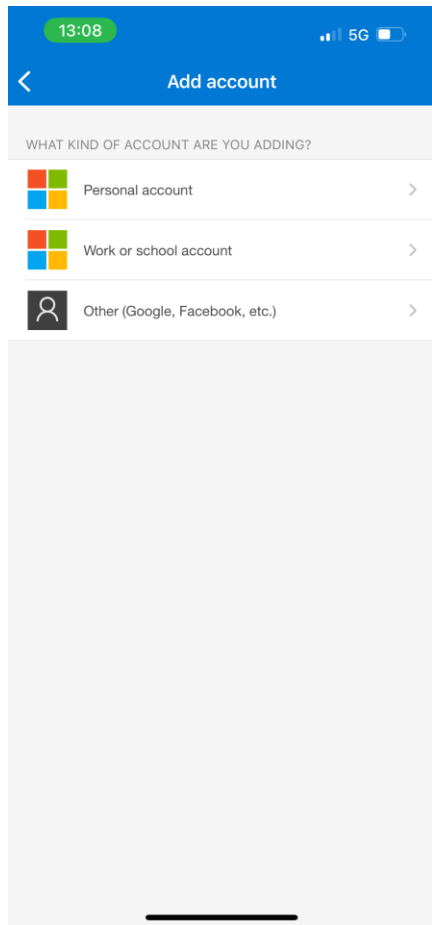 13:08
5G
Add account
WHAT KIND OF ACCOUNT ARE YOU ADDING?
Personal account
Work or school account
Other (Google, Facebook, etc.)